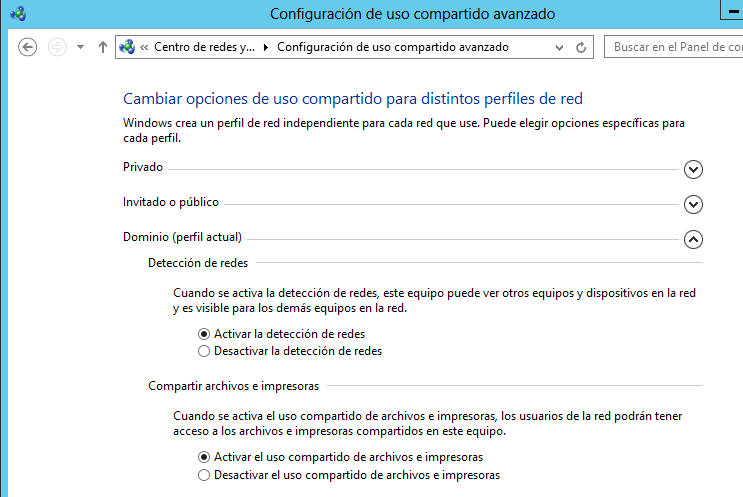 Configuración de uso compartido avanzado
« Centro de redes y... Configuración de uso compartido avanzado
Buscar en el Panel de co
Cambiar opciones de uso compartido para distintos perfiles de red
Windows crea un perfil de red independiente para cada red que use. Puede elegir opciones específicas para
cada perfil.
Privado
Invitado o público
Dominio (perfil actual)
Detección de redes
Cuando se activa la detección de redes, este equipo puede ver otros equipos y dispositivos en la red
y es visible para los demás equipos en la red.
Activar la detección de redes
Desactivar la detección de redes
Compartir archivos e impresoras
Cuando se activa el uso compartido de archivos e impresoras, los usuarios de la red podrán tener
acceso a los archivos e impresoras compartidos en este equipo.
Activar el uso compartido de archivos e impresoras
Desactivar el uso compartido de archivos e impresoras